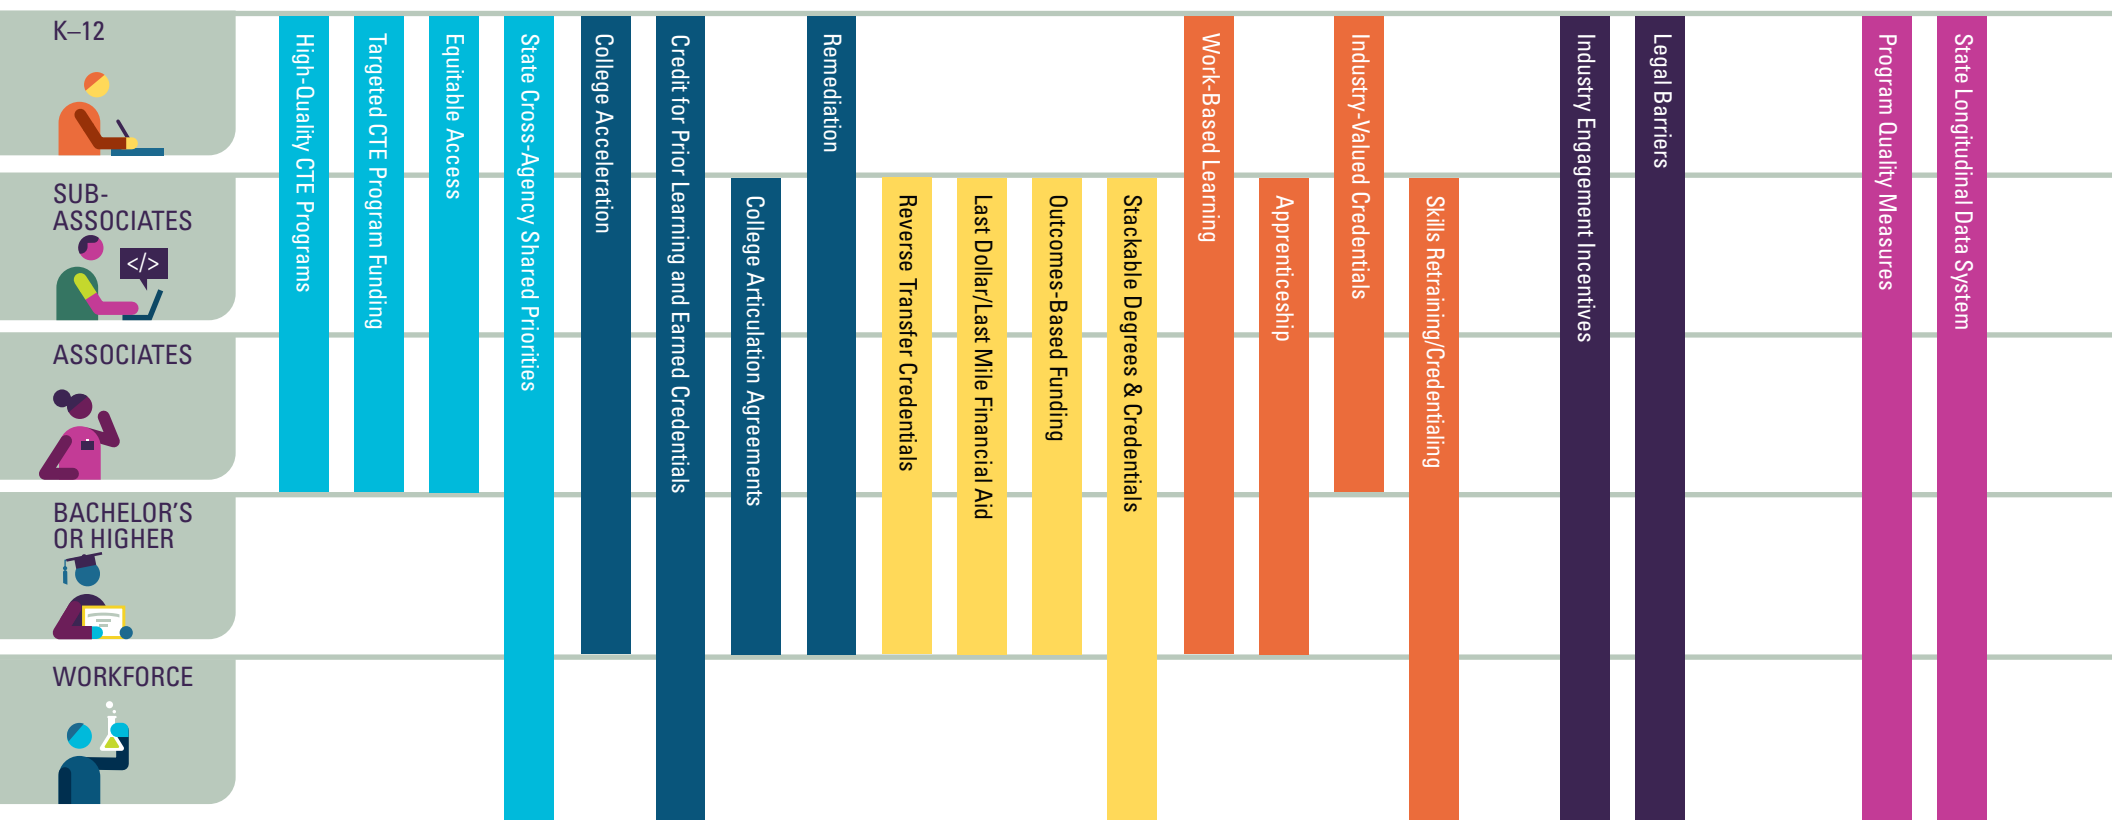 K–12
SUB-
ASSOCIATES
</>
ASSOCIATES
BACHELOR'S
OR HIGHER
WORKFORCE
High-Quality CTE Programs
Targeted CTE Program Funding
Equitable Access
State Cross-Agency Shared Priorities
College Acceleration
Credit for Prior Learning and Earned Credentials
College Articulation Agreements
Remediation
Reverse Transfer Credentials
Last Dollar/Last Mile Financial Aid
Outcomes-Based Funding
Stackable Degrees & Credentials
Work-Based Learning
Apprenticeship
Industry-Valued Credentials
Skills Retraining/Credentialing
Industry Engagement Incentives
Legal Barriers
Program Quality Measures
State Longitudinal Data System